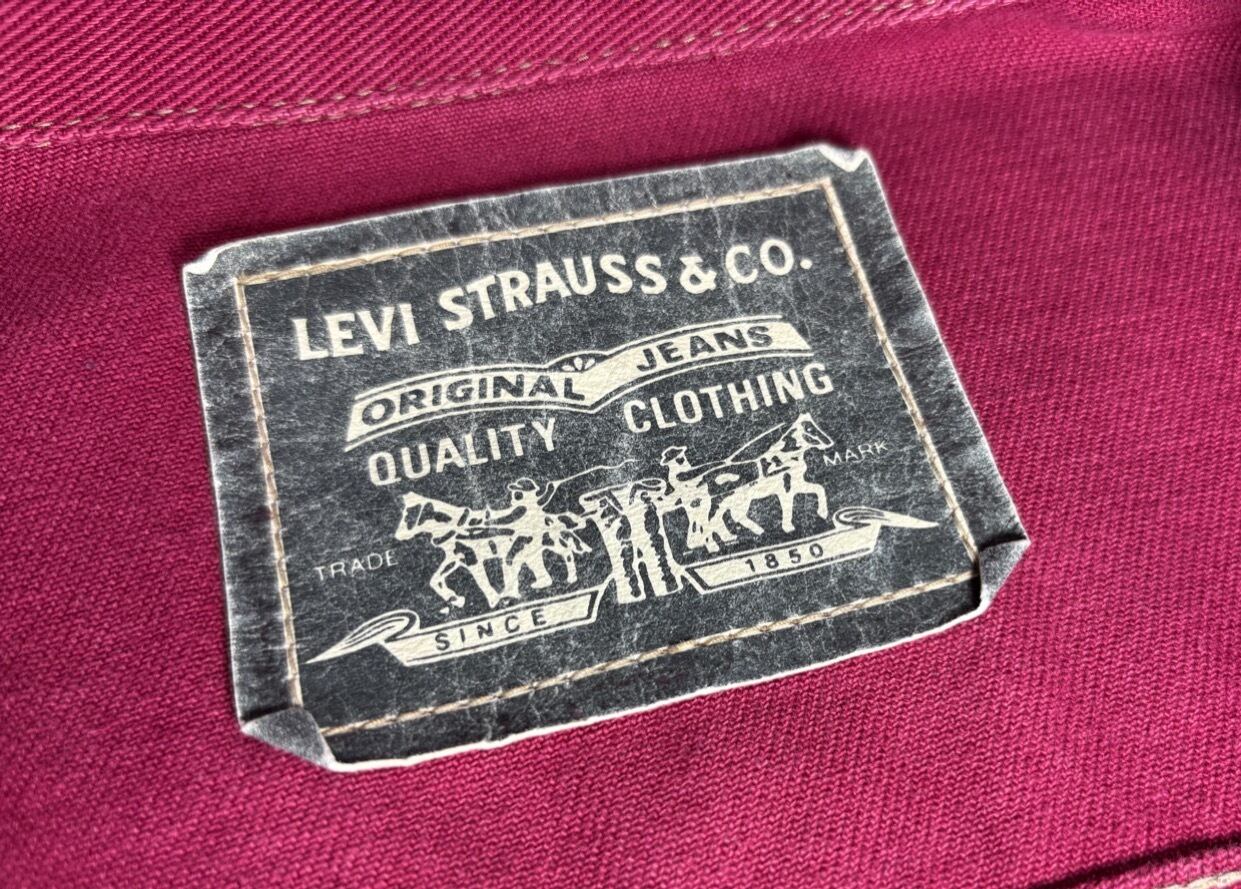 LEVI STRAUSS & CO.
ORIGINAL JEANS
QUALITY CLOTHING
TRADE MARK
SINCE 1850